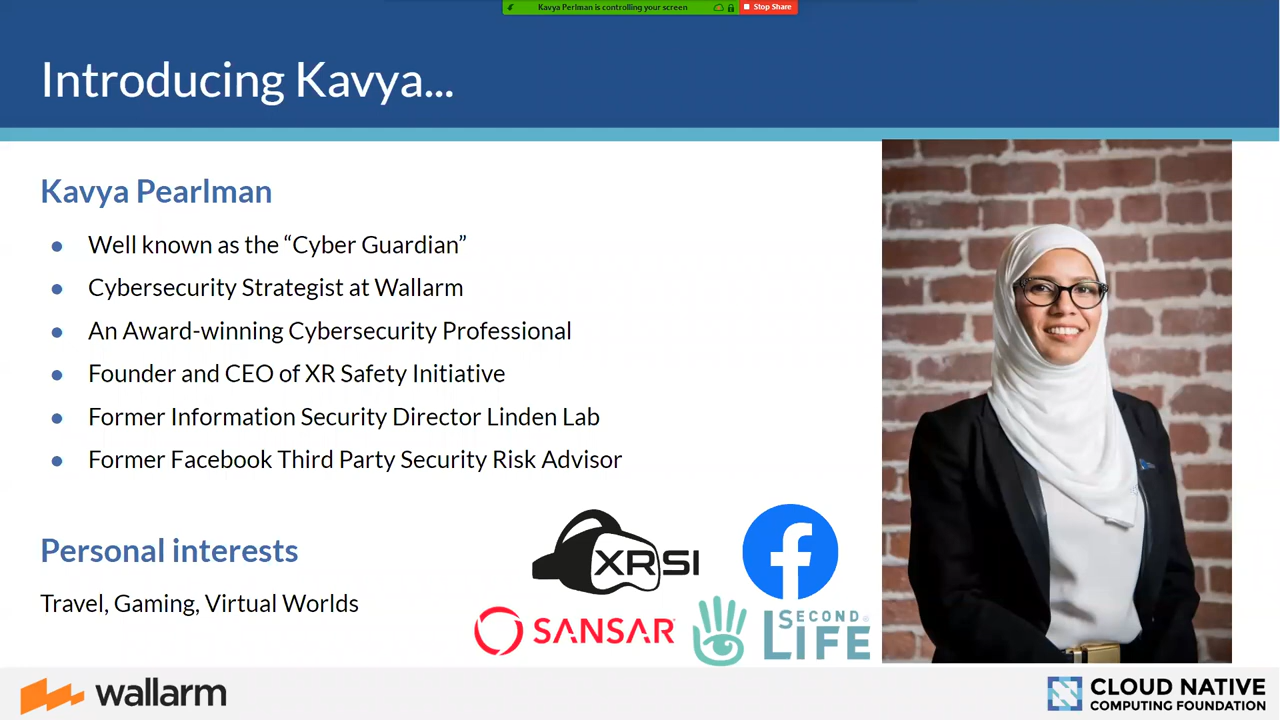 Kavya Perlman is controlling your screen
Stop Share
Introducing Kavya...
Kavya Pearlman
● Well known as the “Cyber Guardian”
● Cybersecurity Strategist at Wallarm
● An Award-winning Cybersecurity Professional
● Founder and CEO of XR Safety Initiative
● Former Information Security Director Linden Lab
● Former Facebook Third Party Security Risk Advisor
Personal interests
Travel, Gaming, Virtual Worlds
XRSI
f
SANSAR
SECOND
LIFE
wallarm
CLOUD NATIVE
COMPUTING FOUNDATION